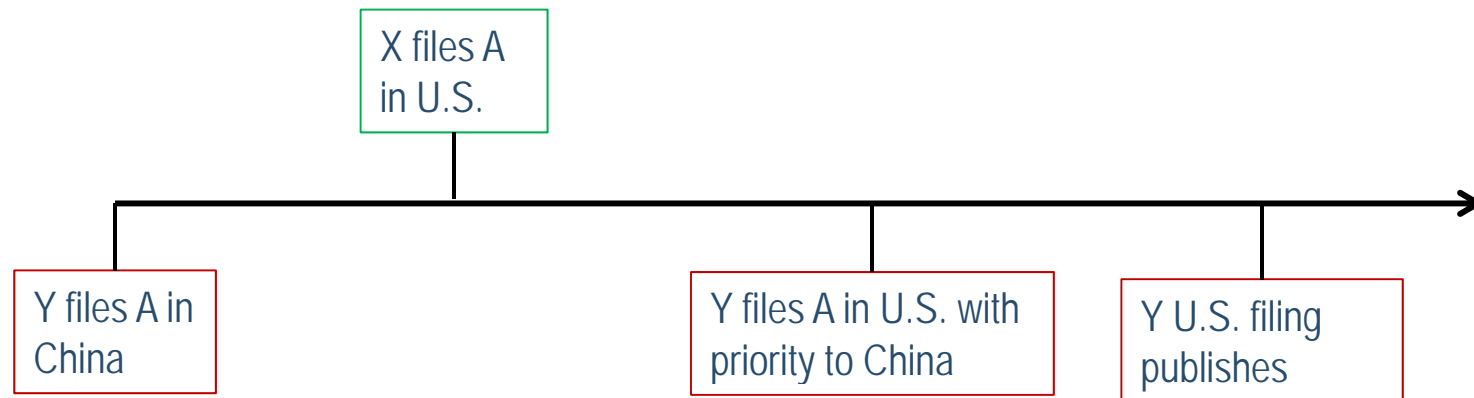 X files A
in U.S.
Y files A in
China
Y files A in U.S. with
priority to China
Y U.S. filing
publishes